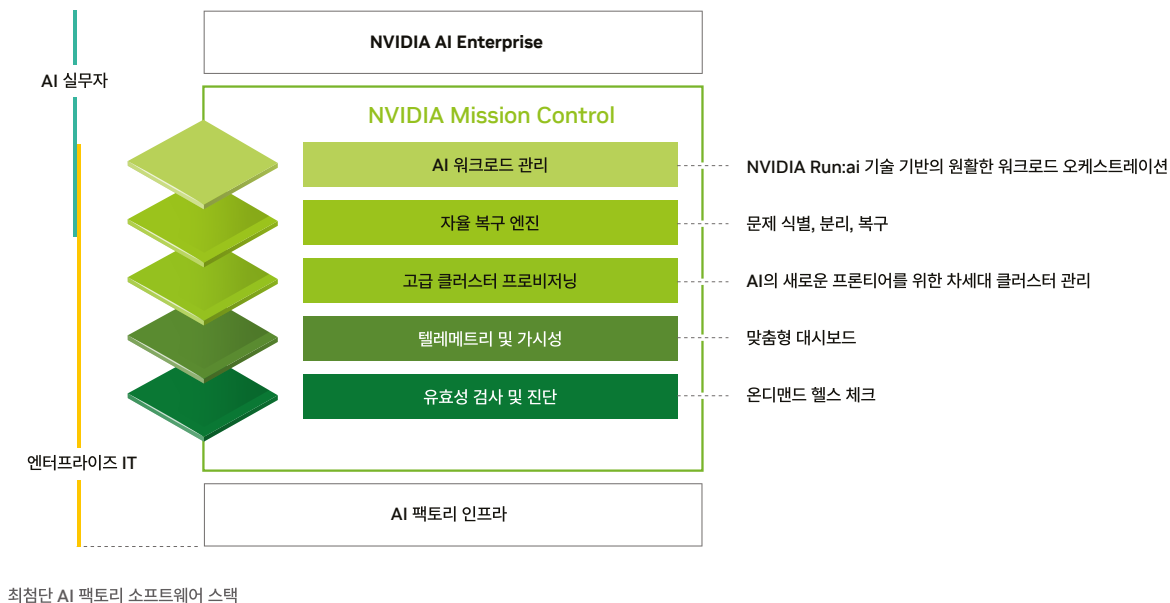 NVIDIA AI Enterprise
AI 실무자
NVIDIA Mission Control
AI 워크로드 관리
NVIDIA Run:ai 기술 기반의 원활한 워크로드 오케스트레이션
자율 복구 엔진
문제 식별, 분리, 복구
고급 클러스터 프로비저닝
AI의 새로운 프론티어를 위한 차세대 클러스터 관리
텔레메트리 및 가시성
맞춤형 대시보드
유효성 검사 및 진단
온디맨드 헬스 체크
엔터프라이즈 IT
AI 팩토리 인프라
최첨단 AI 팩토리 소프트웨어 스택